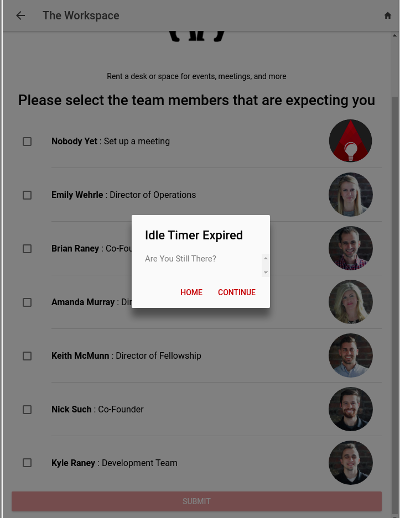 The Workspace
Rent a desk or space for events, meetings, and more
Please select the team members that are expecting you
Nobody Yet : Set up a meeting
Emily Wehrle : Director of Operations
Idle Timer Expired
Brian Raney : Co-Fou
Are You Still There?
HOME CONTINUE
Amanda Murray : Dir
Keith McMunn : Director of Fellowship
Nick Such : Co-Founder
Kyle Raney : Development Team
SUBMIT